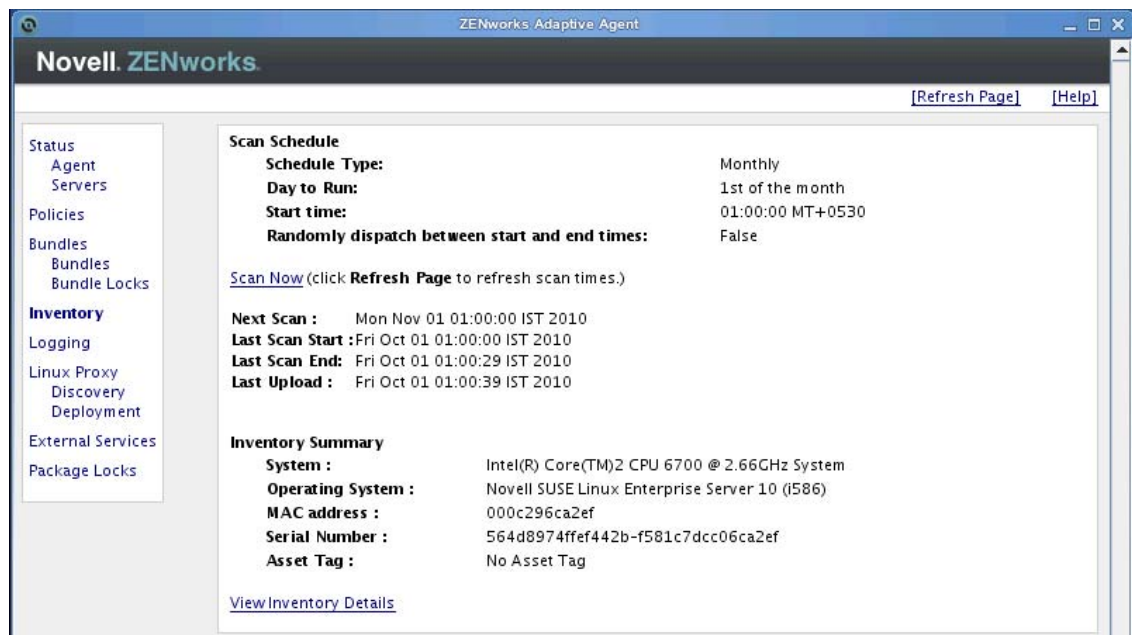 ZENworks Adaptive Agent
Novell. ZENworks.
[Refresh Page] [Help]
Status
Agent
Servers
Policies
Bundles
Bundles
Bundle Locks
Inventory
Logging
Linux Proxy
Discovery
Deployment
External Services
Package Locks
Scan Schedule
Schedule Type: Monthly
Day to Run: 1st of the month
Start time: 01:00:00 MT+0530
Randomly dispatch between start and end times: False
Scan Now (click Refresh Page to refresh scan times.)
Next Scan : Mon Nov 01 01:00:00 IST 2010
Last Scan Start : Fri Oct 01 01:00:00 IST 2010
Last Scan End: Fri Oct 01 01:00:29 IST 2010
Last Upload : Fri Oct 01 01:00:39 IST 2010
Inventory Summary
System : Intel(R) Core(TM)2 CPU 6700 @ 2.66GHz System
Operating System : Novell SUSE Linux Enterprise Server 10 (i586)
MAC address : 000c296ca2ef
Serial Number : 564d8974ffef442b-f581c7dcc06ca2ef
Asset Tag : No Asset Tag
View Inventory Details